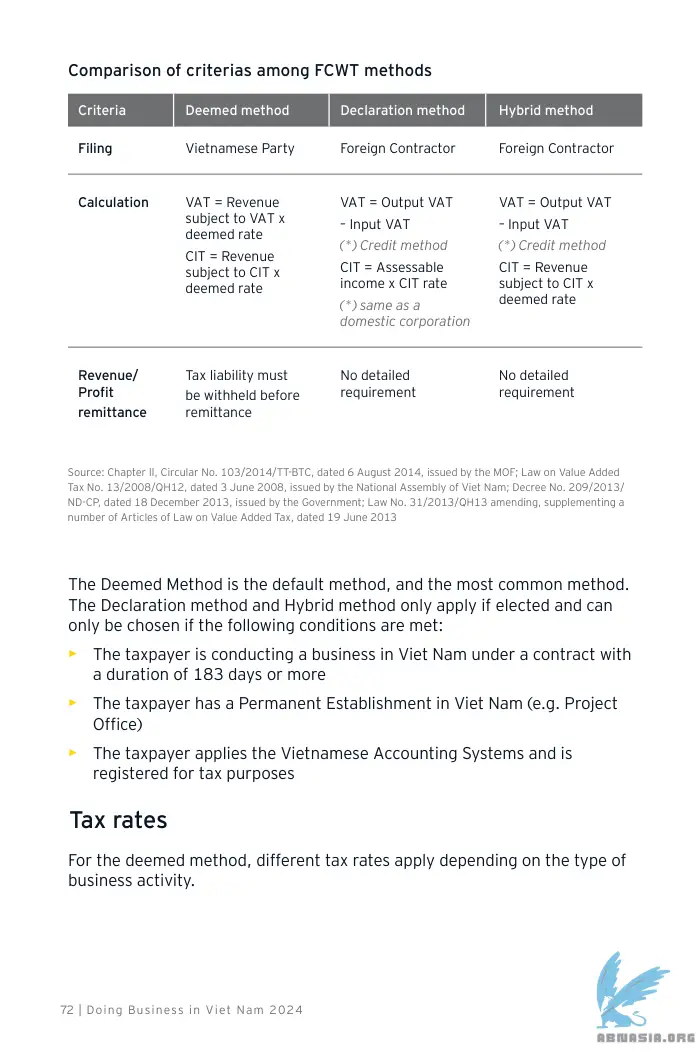 Comparison of criterias among FCWT methods
Criteria Deemed method Declaration method Hybrid method
Filing Vietnamese Party Foreign Contractor Foreign Contractor
Calculation
VAT = Revenue
subject to VAT x
deemed rate
CIT = Revenue
subject to CIT x
deemed rate
VAT = Output VAT
– Input VAT
(*) Credit method
CIT = Assessable
income x CIT rate
(*) same as a
domestic corporation
VAT = Output VAT
– Input VAT
(*) Credit method
CIT = Revenue
subject to CIT x
deemed rate
Revenue/
Profit
remittance
Tax liability must
be withheld before
remittance
No detailed
requirement
No detailed
requirement
Source: Chapter II, Circular No. 103/2014/TT-BTC, dated 6 August 2014, issued by the MOF; Law on Value Added
Tax No. 13/2008/QH12, dated 3 June 2008, issued by the National Assembly of Viet Nam; Decree No. 209/2013/
ND-CP, dated 18 December 2013, issued by the Government; Law No. 31/2013/QH13 amending, supplementing a
number of Articles of Law on Value Added Tax, dated 19 June 2013
The Deemed Method is the default method, and the most common method.
The Declaration method and Hybrid method only apply if elected and can
only be chosen if the following conditions are met:
► The taxpayer is conducting a business in Viet Nam under a contract with
a duration of 183 days or more
► The taxpayer has a Permanent Establishment in Viet Nam (e.g. Project
Office)
► The taxpayer applies the Vietnamese Accounting Systems and is
registered for tax purposes
Tax rates
For the deemed method, different tax rates apply depending on the type of
business activity.
72 | Doing Business in Viet Nam 2024
ABNASIA.ORG